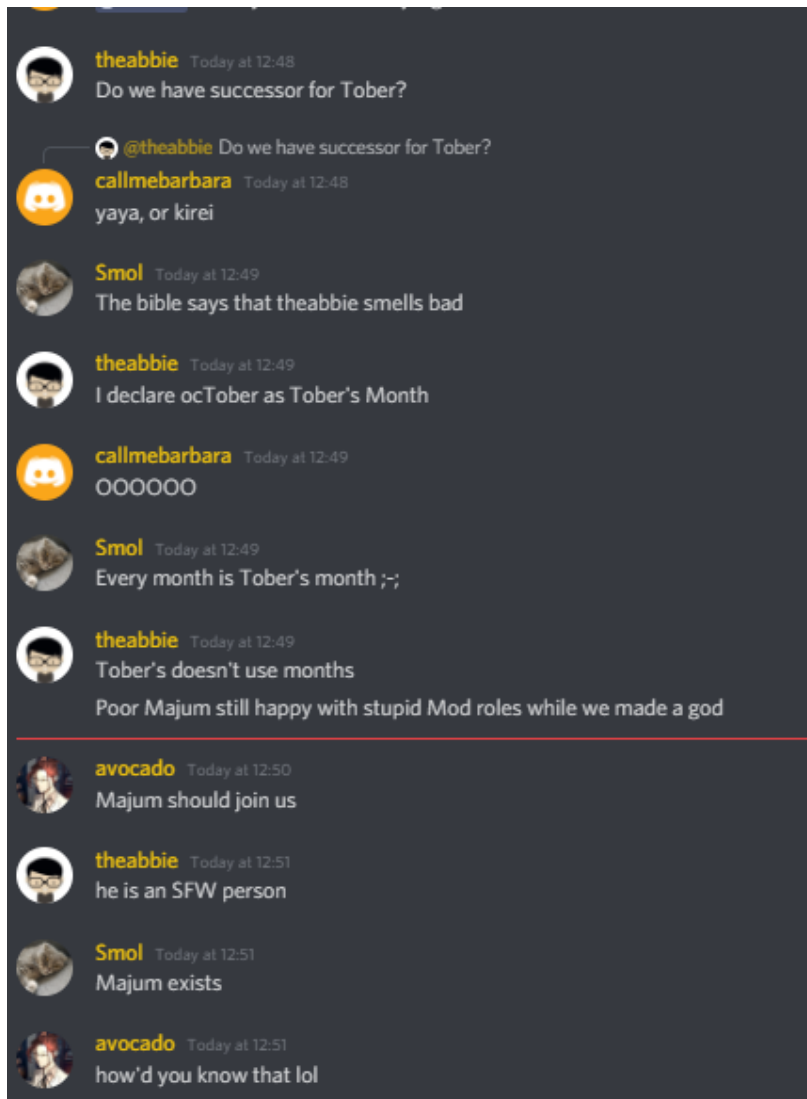 theabbie Today at 12:48
Do we have successor for Tober?
@theabbie Do we have successor for Tober?
callmebarbara Today at 12:48
yaya, or kirei
Smol Today at 12:49
The bible says that theabbie smells bad
theabbie Today at 12:49
I declare ocTober as Tober's Month
callmebarbara Today at 12:49
OOOOOO
Smol Today at 12:49
Every month is Tober's month ;-;
theabbie Today at 12:49
Tober's doesn't use months
Poor Majum still happy with stupid Mod roles while we made a god
avocado Today at 12:50
Majum should join us
theabbie Today at 12:51
he is an SFW person
Smol Today at 12:51
Majum exists
avocado Today at 12:51
how'd you know that lol